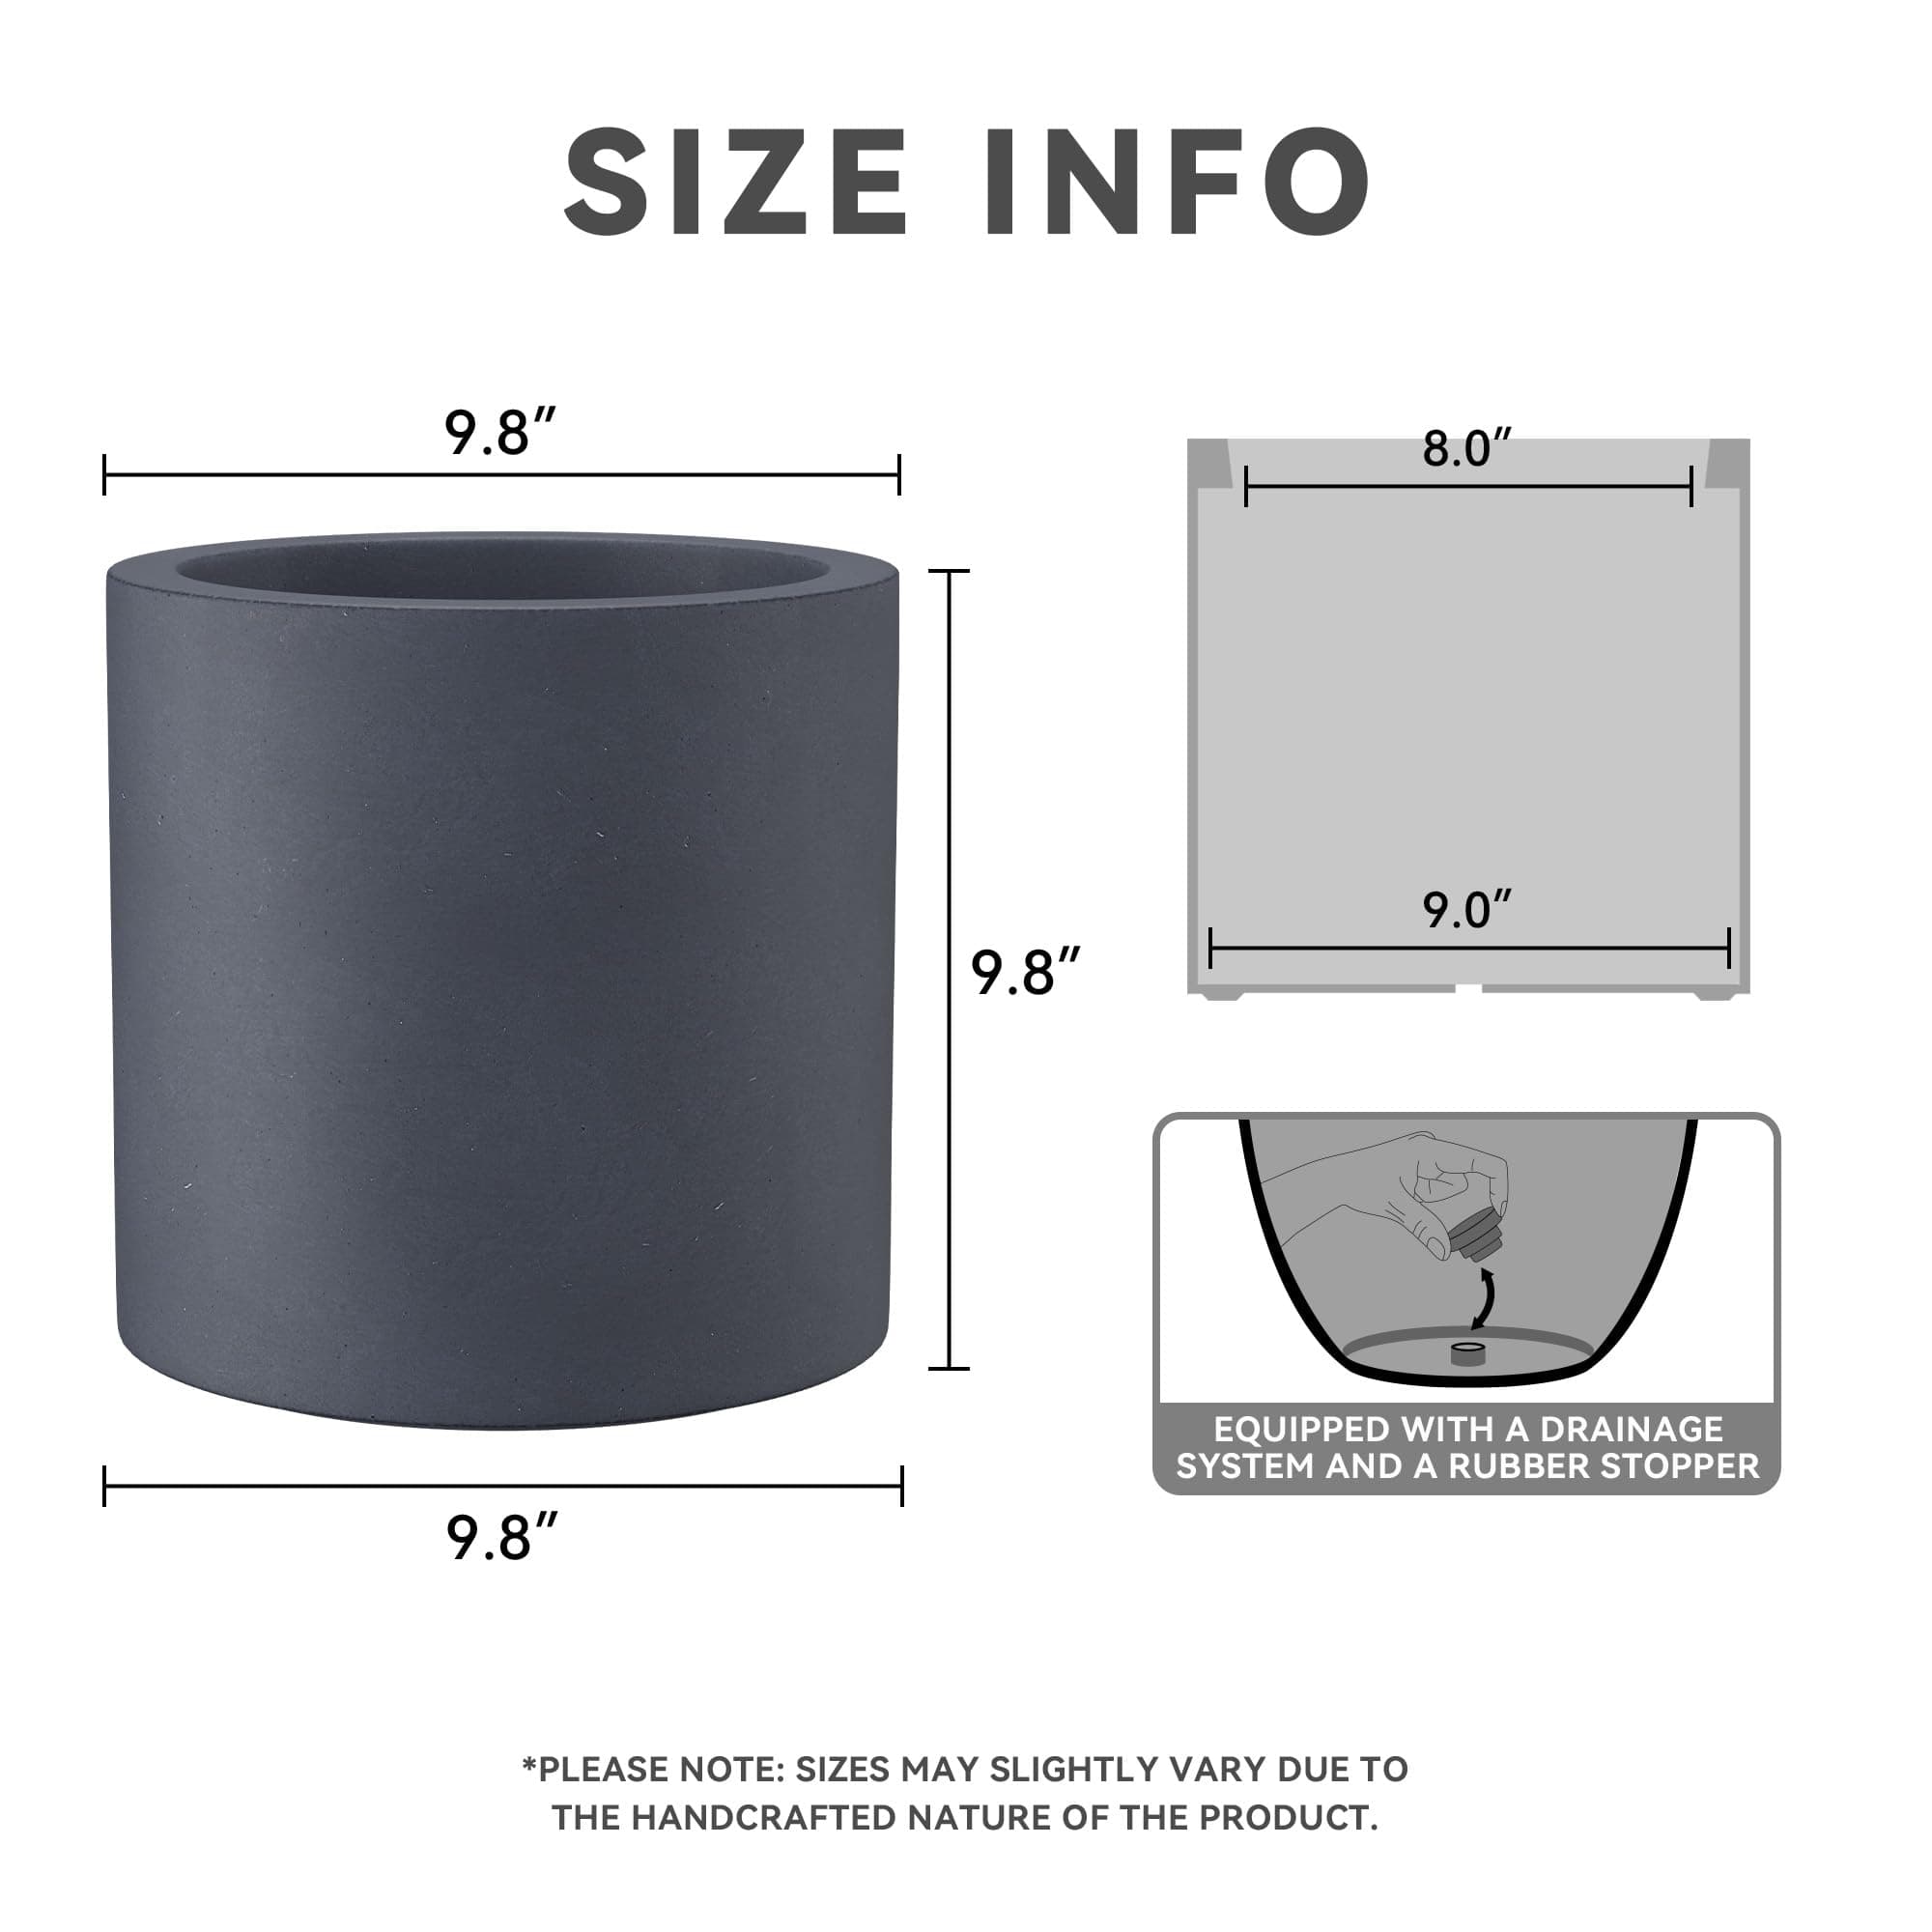 SIZE INFO
9.8”
8.0”
9.8”
9.0”
9.8”
EQUIPPED WITH A DRAINAGE
SYSTEM AND A RUBBER STOPPER
*PLEASE NOTE: SIZES MAY SLIGHTLY VARY DUE TO
THE HANDCRAFTED NATURE OF THE PRODUCT.